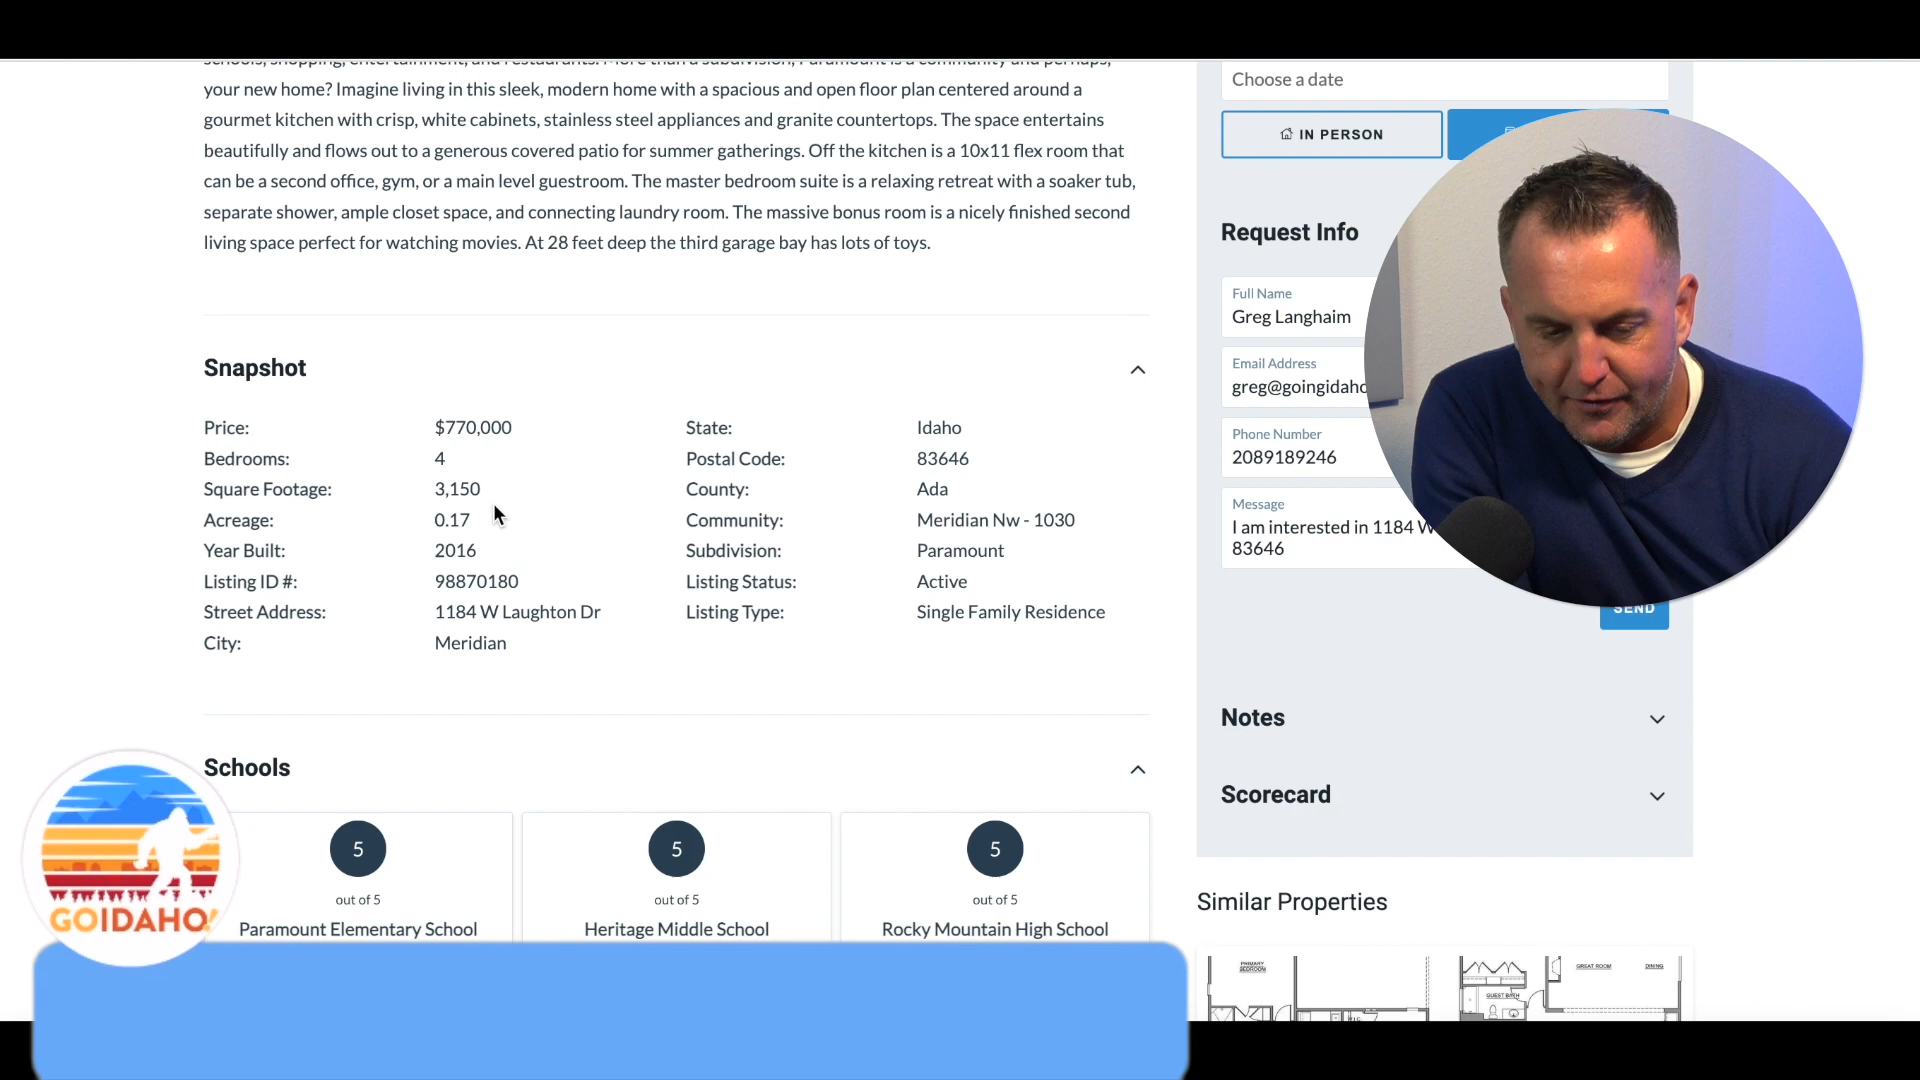 your new home? Imagine living in this sleek, modern home with a spacious and open floor plan centered around a
gourmet kitchen with crisp, white cabinets, stainless steel appliances and granite countertops. The space entertains
beautifully and flows out to a generous covered patio for summer gatherings. Off the kitchen is a 10x11 flex room that
can be a second office, gym, or a main level guestroom. The master bedroom suite is a relaxing retreat with a soaker tub,
separate shower, ample closet space, and connecting laundry room. The massive bonus room is a nicely finished second
living space perfect for watching movies. At 28 feet deep the third garage bay has lots of toys.
Snapshot
Price: $770,000 State: Idaho
Bedrooms: 4 Postal Code: 83646
Square Footage: 3,150 County: Ada
Acreage: 0.17 Community: Meridian Nw - 1030
Year Built: 2016 Subdivision: Paramount
Listing ID #: 98870180 Listing Status: Active
Street Address: 1184 W Laughton Dr Listing Type: Single Family Residence
City: Meridian
Schools
5 5 5
out of 5 out of 5 out of 5
Paramount Elementary School Heritage Middle School Rocky Mountain High School
GOIDAHO!
Choose a date
IN PERSON
Request Info
Full Name
Greg Langhaim
Email Address
greg@goingidaho
Phone Number
2089189246
Message
I am interested in 1184 W
83646
SEND
Notes
Scorecard
Similar Properties
PRIMARY
BEDROOM
GREAT ROOM DINING
GUEST BATH
W.I.C.